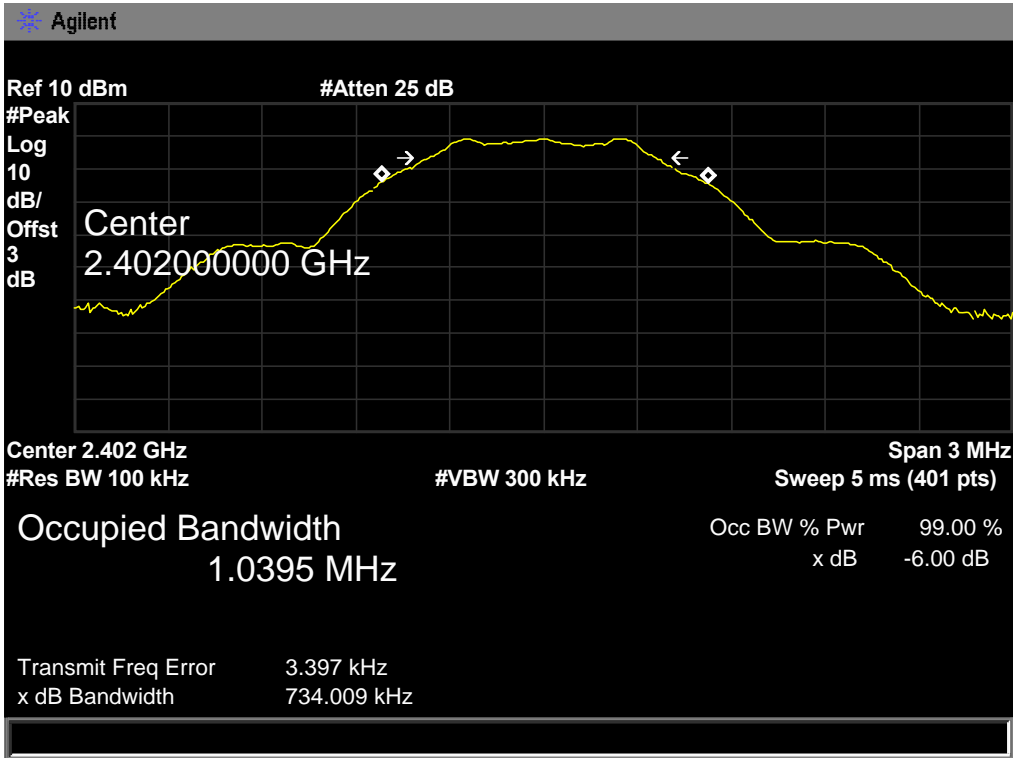 Agilent
Ref 10 dBm #Atten 25 dB
#Peak
Log
10
dB/
Offst
3
dB
Center
2.402000000 GHz
Center 2.402 GHz Span 3 MHz
#Res BW 100 kHz #VBW 300 kHz Sweep 5 ms (401 pts)
Occupied Bandwidth
1.0395 MHz
Occ BW % Pwr 99.00 %
x dB -6.00 dB
Transmit Freq Error 3.397 kHz
x dB Bandwidth 734.009 kHz